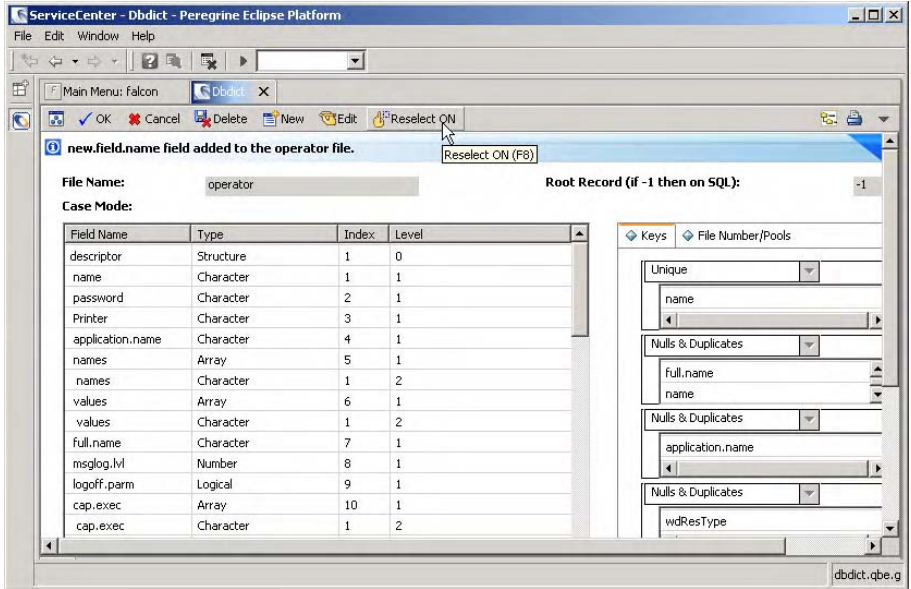 ServiceCenter - Dbdict - Peregrine Eclipse Platform
File Edit Window Help
Main Menu: falcon Dbdict
OK Cancel Delete New Edit Reselect ON
new.field.name field added to the operator file.
Reselect ON (F8)
File Name: operator Root Record (if -1 then on SQL): -1
Case Mode:
Field Name Type Index Level
descriptor Structure 1 0
name Character 1 1
password Character 2 1
Printer Character 3 1
application.name Character 4 1
names Array 5 1
names Character 1 2
values Array 6 1
values Character 1 2
full.name Character 7 1
msglog.lvl Number 8 1
logoff.parm Logical 9 1
cap.exec Array 10 1
cap.exec Character 1 2
Keys File Number/Pools
Unique
name
Nulls & Duplicates
full.name
name
Nulls & Duplicates
application.name
Nulls & Duplicates
wdResType
dbdict.qbe.g